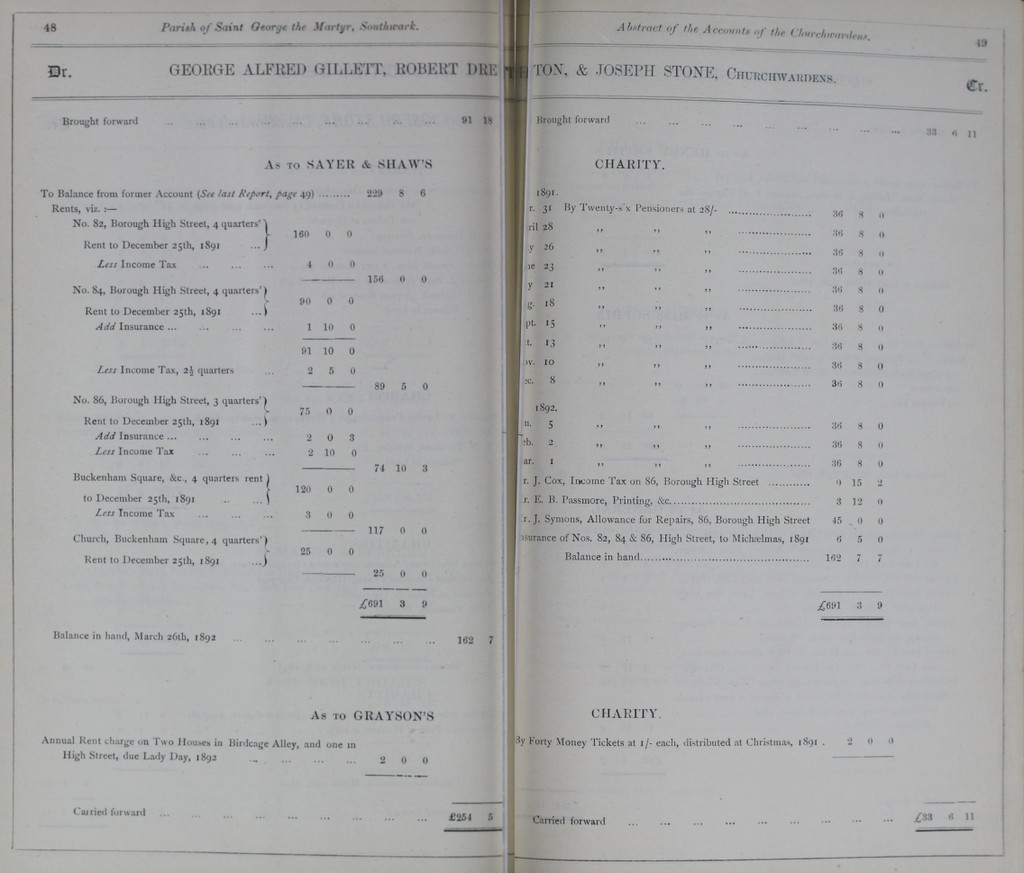 48
Parish of Saint George the Martyr, Southwark.
Dr.
GEORGE ALFRED GILLETT, ROBERT DRE
Brought forward ... ... ... ... ... ... ... ... ... 91 18
As to SAYER & SHAW'S
To Balance from former Account (See last Report, page 49) ......... 229 8 6
Rents, viz. :—
No. 82, Borough High Street, 4 quarters'
Rent to December 25th, 1891 ... 160 0 0
Less Income Tax ... ... ... 4 0 0
156 0 0
No. 84, Borough High Street, 4 quarters'
Rent to December 25th, 1891 ... 90 0 0
Add Insurance ... ... ... ... 1 10 0
91 10 0
Less Income Tax, 2½ quarters ... 2 5 0
89 5 0
No. 86, Borough High Street, 3 quarters'
Rent to December 25th, 1891 ... 75 0 0
Add Insurance ... ... ... ... 2 0 3
Less Income Tax ... ... ... 2 10 0
74 10 3
Buckenham Square, &c., 4 quarters rent
to December 25th, 1891 ... ... 120 0 0
Less Income Tax ... ... ... 3 0 0
117 0 0
Church, Buckenham Square, 4 quarters'
Rent to December 25th, 1891 ... 25 0 0
25 0 0
£691 3 9
Balance in hand, March 26th, 1892 ... ... ... ... ... ... ... 162 7
As to GRAYSON'S
Annual Rent charge on Two Houses in Birdcage Alley, and one in
High Street, due Lady Day, 1892 ... ... ... ... 2 0 0
Carried forward ... ... ... ... ... ... ... ... ... £254 5
Abstract of the Accounts of the Churchwardens.
49
TON, & JOSEPH STONE, Churchwardens.
Cr.
Brought forward ... ... ... ... ... ... ... ... ... 33 6 11
CHARITY.
1891.
r. 31 By Twenty-six Pensioners at 28/- ..................... 36 8 0
ril 28 ,, ,, ,, ..................... 36 8 0
y 26 ,, ,, ,, ..................... 36 8 0
ne 23 ,, ,, ,, ..................... 36 8 0
y 21 ,, ,, ,, ..................... 36 8 0
g. 18 ,, ,, ,, ..................... 36 8 0
pt. 15 ,, ,, ,, ..................... 36 8 0
t. 13 ,, ,, ,, ..................... 36 8 0
ov. 10 ,, ,, ,, ..................... 36 8 0
ec. 8 ,, ,, ,, ..................... 36 8 0
1892.
n. 5 ,, ,, ,, ..................... 36 8 0
eb. 2 ,, ,, ,, ..................... 36 8 0
ar. 1 ,, ,, ,, ..................... 36 8 0
r. J. Cox, Income Tax on 86, Borough High Street ............ 0 15 2
r. E. B. Passmore, Printing, &c. ........................ 3 12 0
r. J. Symons, Allowance for Repairs, 86, Borough High Street 45 0 0
nsurance of Nos. 82, 84 & 86, High Street, to Michælmas, 1891 6 5 0
Balance in hand ........................ 162 7 7
£691 3 9
CHARITY.
By Forty Money Tickets at 1/- each, distributed at Christmas, 1891 . 2 0 0
Carried forward ... ... ... ... ... ... ... ... ... £33 6 11